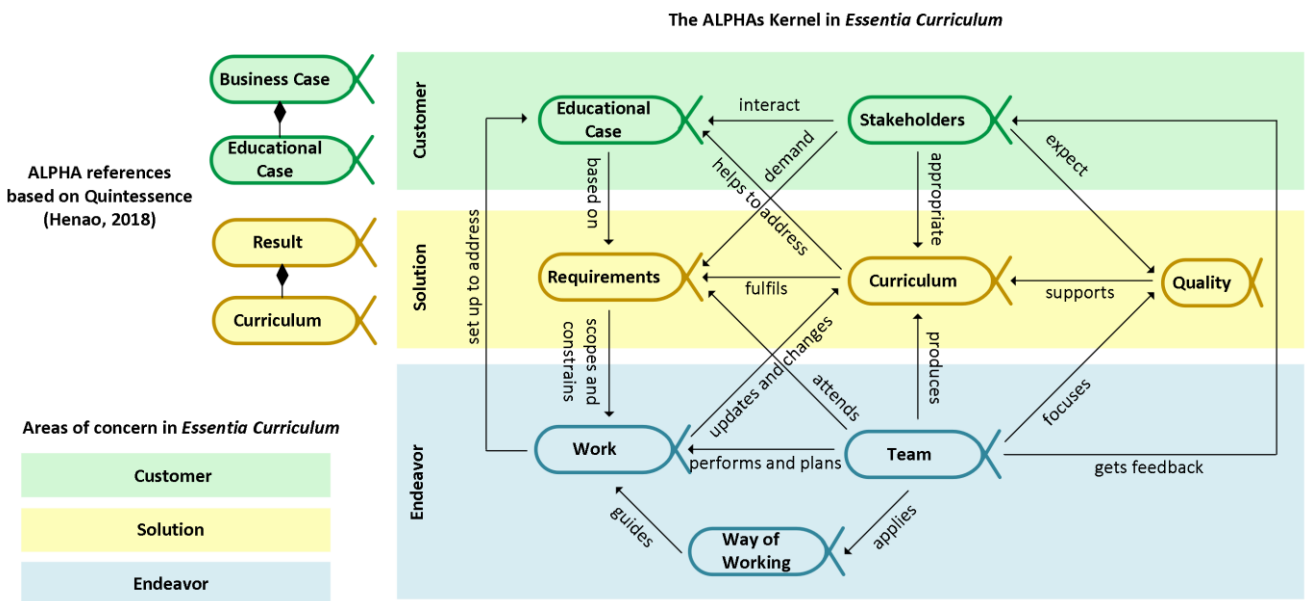 The ALPHAs Kernel in Essentia Curriculum
Business Case
Educational
Case
ALPHA references
based on Quintessence
(Henao, 2018)
Result
Curriculum
Areas of concern in Essentia Curriculum
Customer
Solution
Endeavor
Customer
Educational
Case
interact
Stakeholders
expect
demand
helps to address
based on
appropriate
set up to address
Solution
Requirements
fulfils
Curriculum
supports
Quality
scopes and
constrains
updates and changes
attends
produces
focuses
Endeavor
Work
performs and plans
Team
gets feedback
guides
applies
Way of
Working